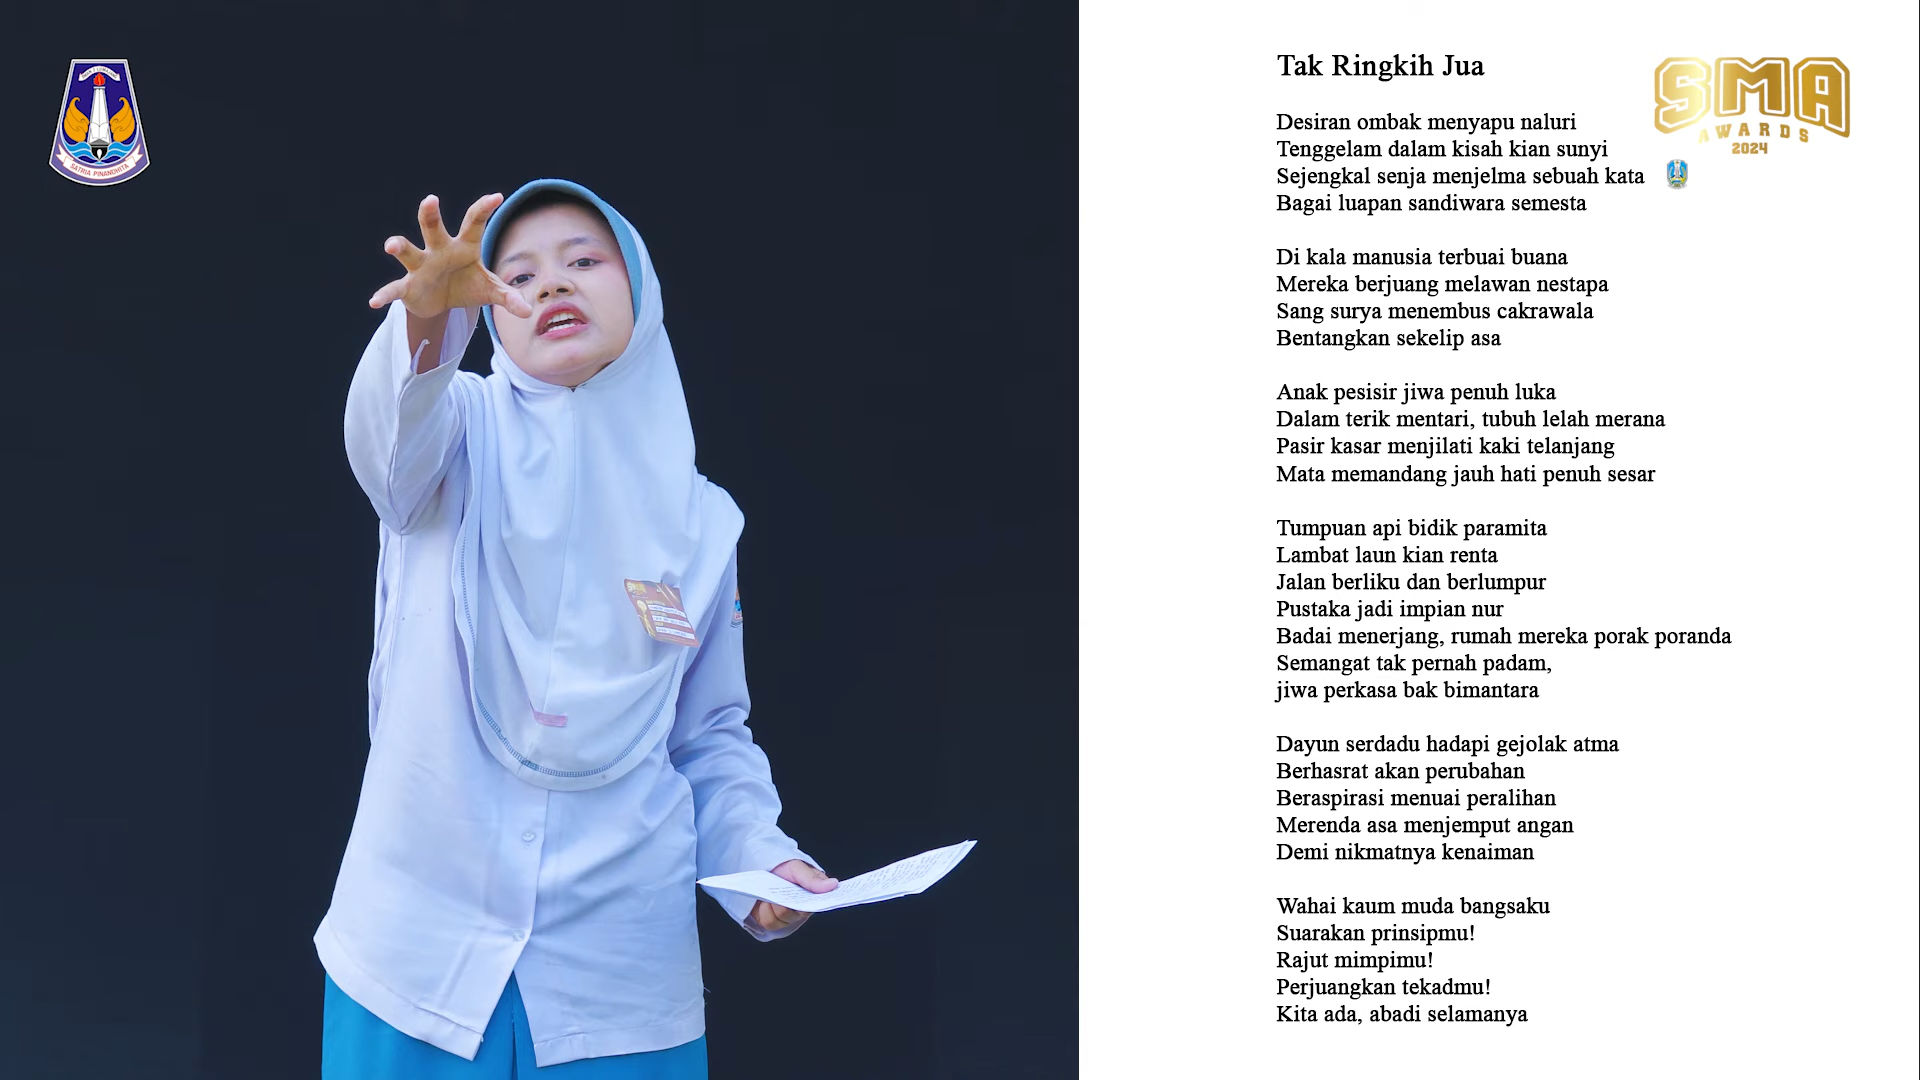 SATRIA PINANDHITA
Tak Ringkih Jua
SMA
AWARDS
2024
Desiran ombak menyapu naluri
Tenggelam dalam kisah kian sunyi
Sejengkal senja menjelma sebuah kata
Bagai luapan sandiwara semesta
Di kala manusia terbuai buana
Mereka berjuang melawan nestapa
Sang surya menembus cakrawala
Bentangkan sekelip asa
Anak pesisir jiwa penuh luka
Dalam terik mentari, tubuh lelah merana
Pasir kasar menjilati kaki telanjang
Mata memandang jauh hati penuh sesar
Tumpuan api bidik paramita
Lambat laun kian renta
Jalan berliku dan berlumpur
Pustaka jadi impian nur
Badai menerjang, rumah mereka porak poranda
Semangat tak pernah padam,
jiwa perkasa bak bimantara
Dayun serdadu hadapi gejolak atma
Berhasrat akan perubahan
Beraspirasi menuai peralihan
Merenda asa menjemput angan
Demi nikmatnya kenaiman
Wahai kaum muda bangsaku
Suarakan prinsipmu!
Rajut mimpimu!
Perjuangkan tekadmu!
Kita ada, abadi selamanya